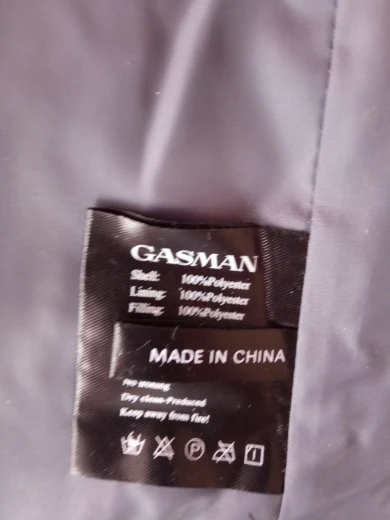 GASMAN
Shell: 100%Polyester
Lining: 100%Polyester
Filling: 100%Polyester
MADE IN CHINA
No
Dry clean-Produced
Keep away from fire!
P